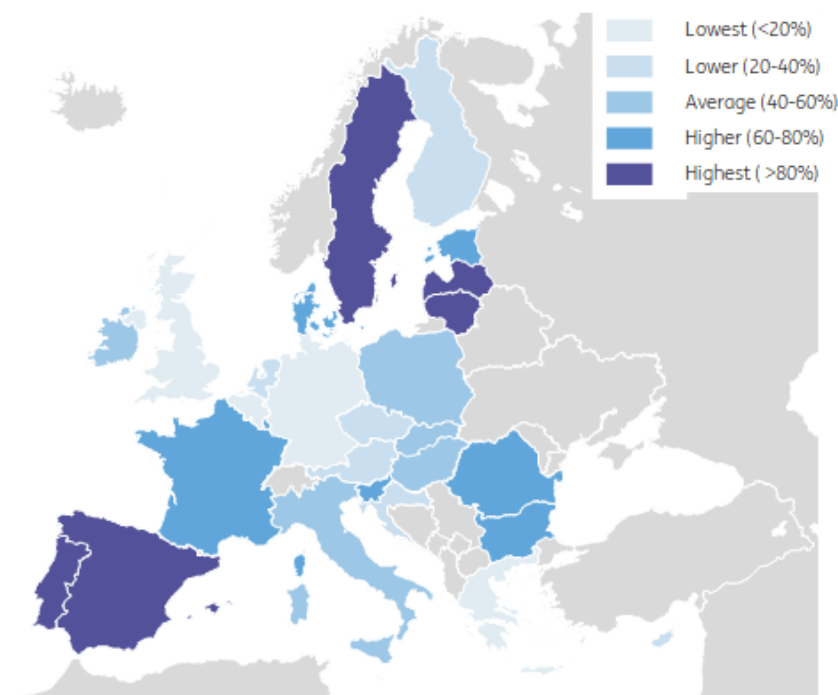 Lowest (<20%)
Lower (20-40%)
Average (40-60%)
Higher (60-80%)
Highest ( >80%)